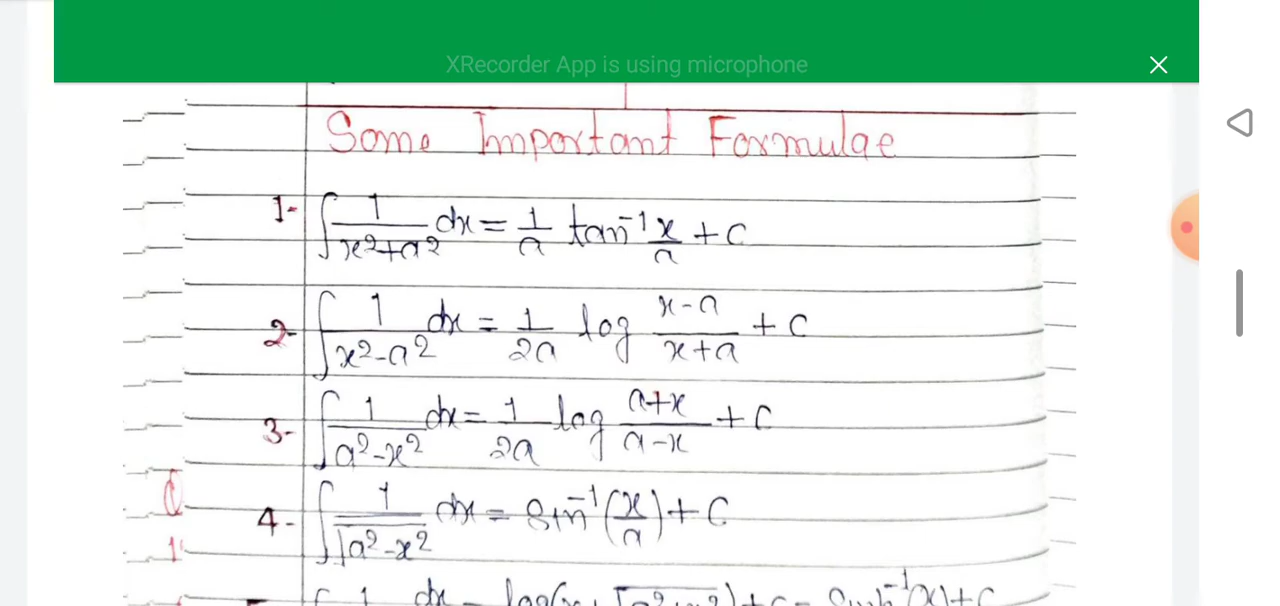 XRecorder App is using microphone
Some Important Formulae
1- ∫ 1/(x²+a²) dx = 1/a tan⁻¹ x/a + c
2- ∫ 1/(x²-a²) dx = 1/2a log (x-a)/(x+a) + c
3- ∫ 1/(a²-x²) dx = 1/2a log (a+x)/(a-x) + c
4- ∫ 1/√(a²-x²) dx = Sin⁻¹(x/a) + C